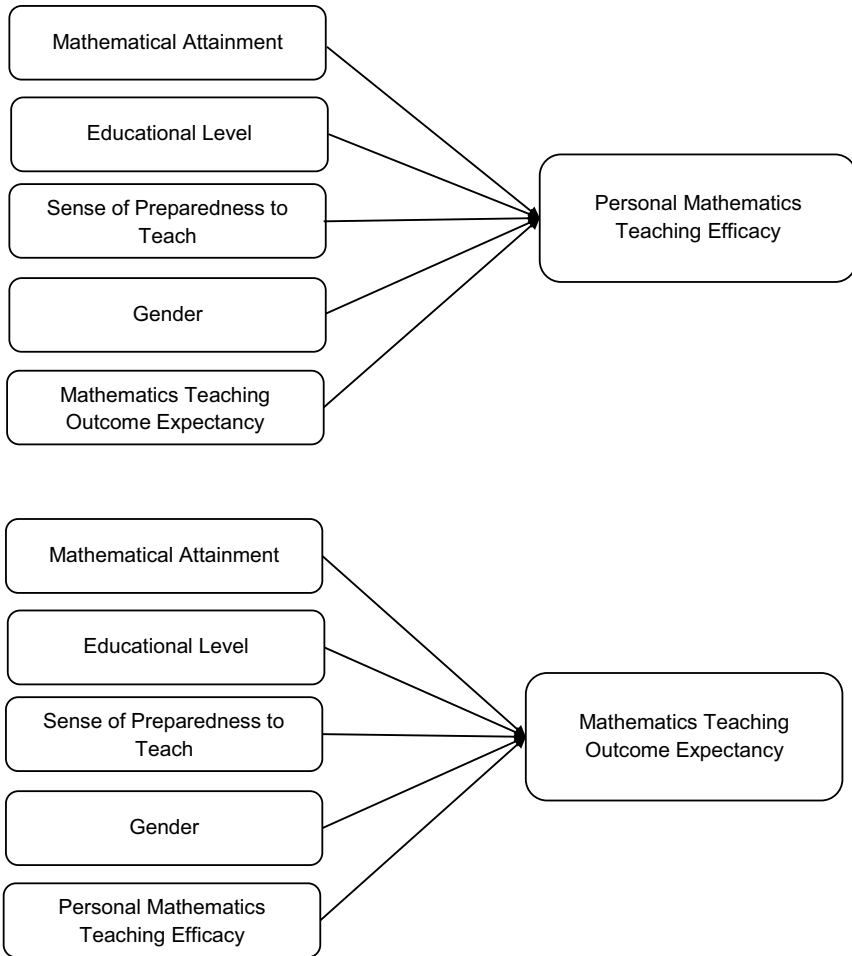 Mathematical Attainment
Educational Level
Sense of Preparedness to
Teach
Gender
Mathematics Teaching
Outcome Expectancy
Personal Mathematics
Teaching Efficacy
Mathematical Attainment
Educational Level
Sense of Preparedness to
Teach
Gender
Personal Mathematics
Teaching Efficacy
Mathematics Teaching
Outcome Expectancy